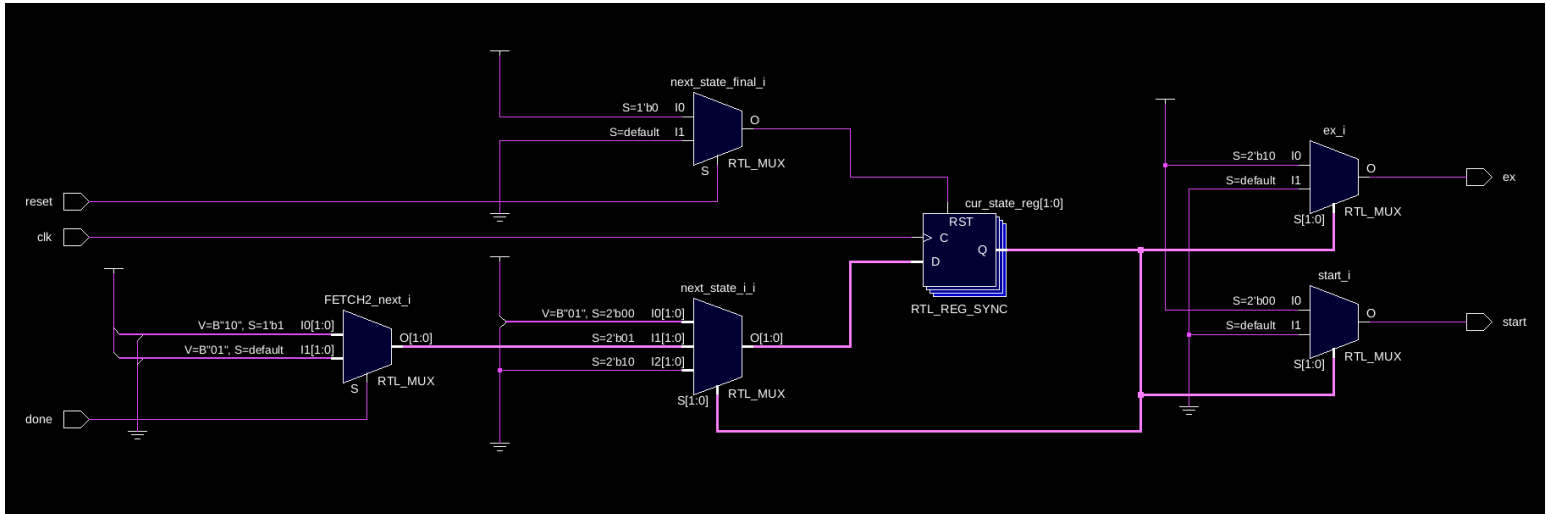 next_state_final_i
S=1'b0 I0
S=default I1
O
S
RTL_MUX
reset
clk
done
FETCH2_next_i
V=B"10", S=1'b1 I0[1:0]
V=B"01", S=default I1[1:0]
O[1:0]
S
RTL_MUX
next_state_i_i
V=B"01", S=2'b00 I0[1:0]
S=2'b01 I1[1:0]
S=2'b10 I2[1:0]
O[1:0]
S[1:0]
RTL_MUX
cur_state_reg[1:0]
RST
C
Q
D
RTL_REG_SYNC
ex_i
S=2'b10 I0
S=default I1
O
S[1:0]
RTL_MUX
ex
start_i
S=2'b00 I0
S=default I1
O
S[1:0]
RTL_MUX
start